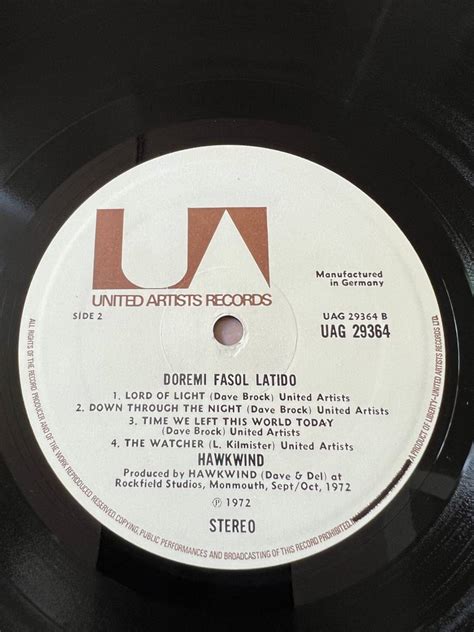 UA
UNITED ARTISTS RECORDS
Manufactured
in Germany
SIDE 2
UAG 29364 B
UAG 29364
DOREMI FASOL LATIDO
1. LORD OF LIGHT (Dave Brock) United Artists
2. DOWN THROUGH THE NIGHT (Dave Brock) United Artists
3. TIME WE LEFT THIS WORLD TODAY
(Dave Brock) United Artists
4. THE WATCHER (L. Kilmister) United Artists
HAWKWIND
Produced by HAWKWIND (Dave & Del) at
Rockfield Studios, Monmouth, Sept/Oct, 1972
℗ 1972
STEREO
ALL RIGHTS OF THE RECORD PRODUCER AND OF THE WORK REPRODUCED RESERVED COPYING, PUBLIC PERFORMANCES AND BROADCASTING OF THIS RECORD PROHIBITED.
A PRODUCT OF LIBERTY-UNITED ARTISTS RECORDS LTD.